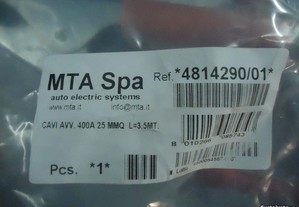 MTA Spa
Ref. *4814290/01*
auto electric systems
www.mta.it info@mta.it
CAVI AVV. 400A 25 MMQ L=3,5MT.
Pcs. *1*